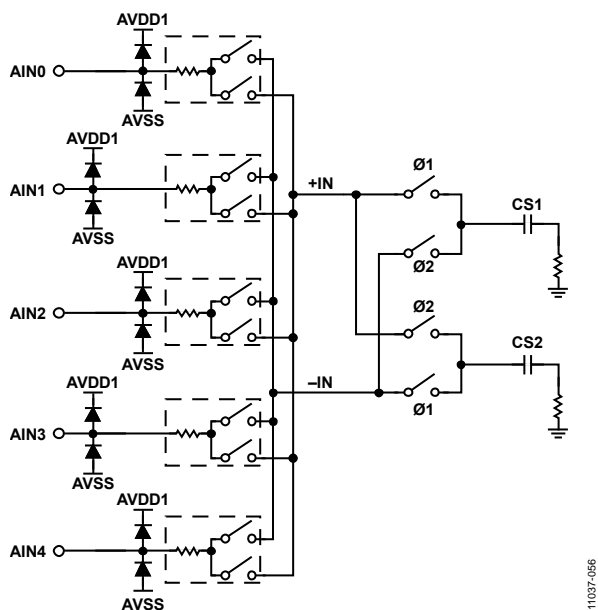 AVDD1
AIN0
AVSS
AVDD1
AIN1
AVSS
+IN
Ø1
CS1
Ø2
AVDD1
AIN2
AVSS
Ø2
CS2
–IN
Ø1
AVDD1
AIN3
AVSS
AVDD1
AIN4
AVSS
11037-056